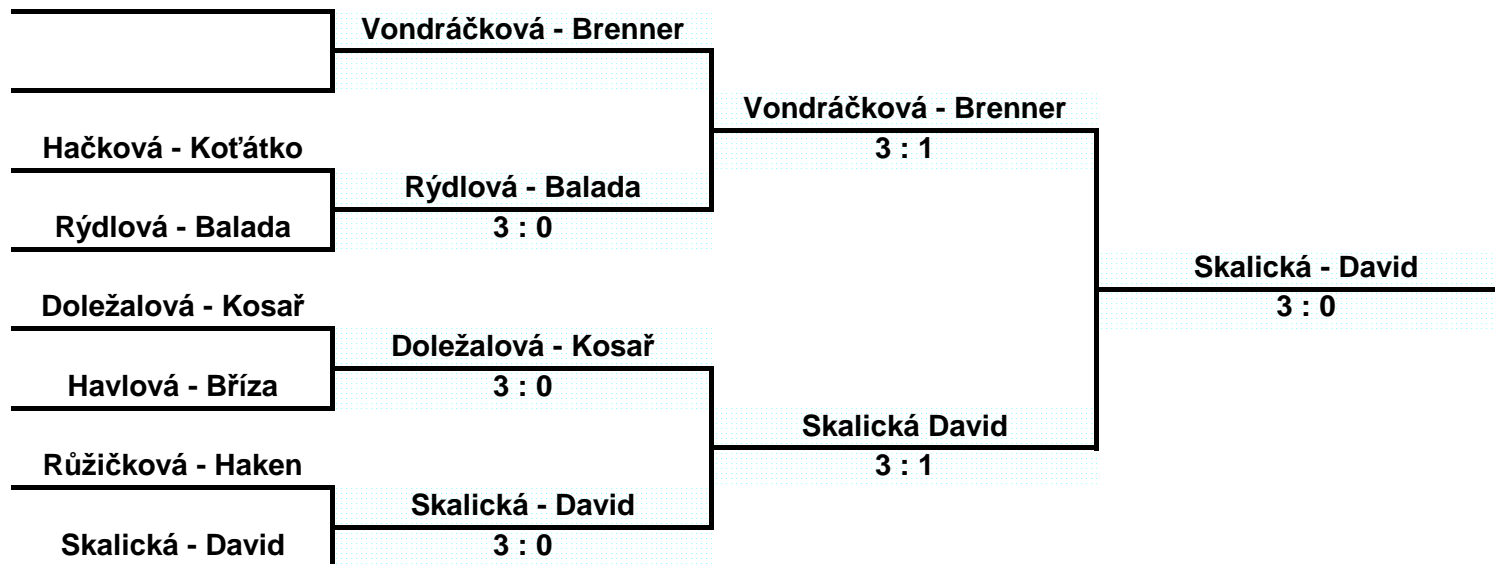 Vondráčková - Brenner
Vondráčková - Brenner
Hačková - Koťátko
3 : 1
Rýdlová - Balada
Rýdlová - Balada
3 : 0
Skalická - David
Doležalová - Kosař
3 : 0
Doležalová - Kosař
Havlová - Bříza
3 : 0
Skalická David
Růžičková - Haken
3 : 1
Skalická - David
Skalická - David
3 : 0